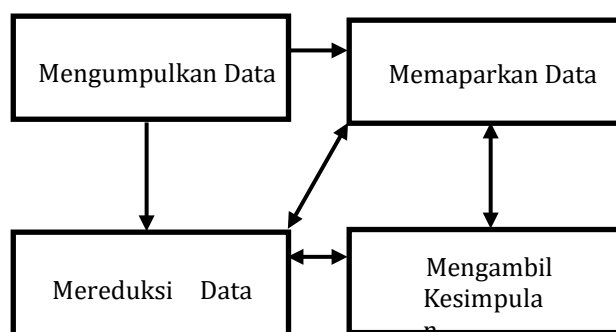 Mengumpulkan Data
Memaparkan Data
Mereduksi Data
Mengambil
Kesimpula
n